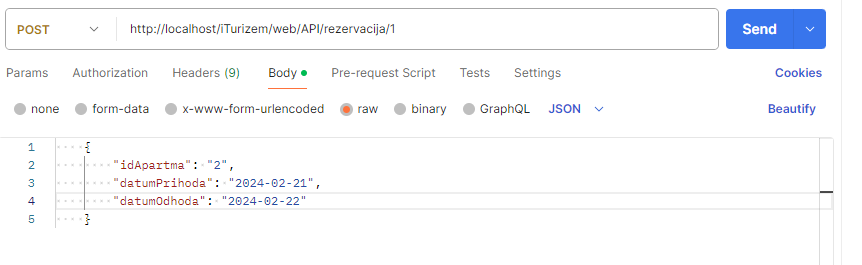 POST http://localhost/iTurizem/web/API/rezervacija/1 Send
Params Authorization Headers (9) Body Pre-request Script Tests Settings Cookies
none form-data x-www-form-urlencoded raw binary GraphQL JSON Beautify
1 {
2 "idApartma": "2",
3 "datumPrihoda": "2024-02-21",
4 "datumOdhoda": "2024-02-22"
5 }